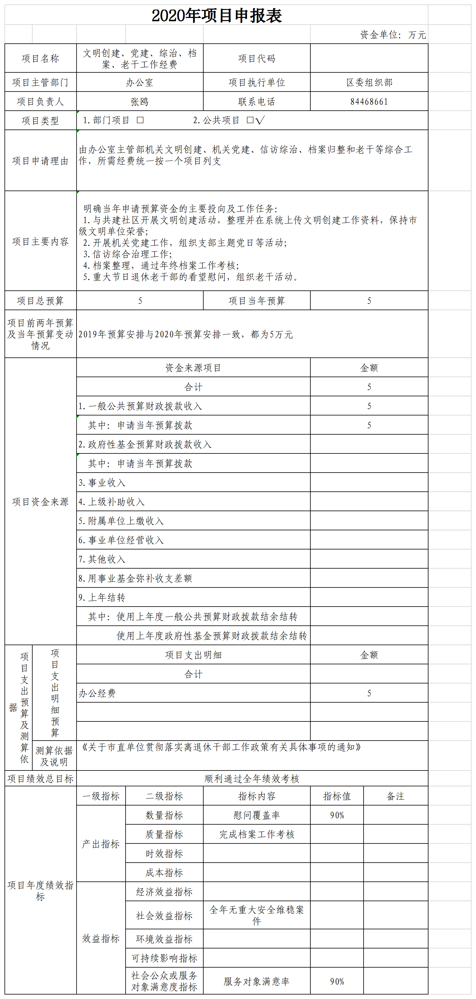 2020年项目申报表
资金单位：万元
项目名称
文明创建、党建、综治、档
案、老干工作经费
项目代码
项目主管部门
办公室
项目执行单位
区委组织部
项目负责人
张鸥
联系电话
84468661
项目类型
1.部门项目 □ 2.公共项目 □√
项目申请理由
由办公室主管部机关文明创建、机关党建、信访综治、档案归整和老干等综合工
作，所需经费统一按一个项目列支
项目主要内容
明确当年申请预算资金的主要投向及工作任务：
1.与共建社区开展文明创建活动，整理并在系统上传文明创建工作资料，保持市
级文明单位荣誉；
2.开展机关党建工作，组织支部主题党日等活动；
3.信访综合治理工作；
4.档案整理，通过年终档案工作考核；
5.重大节日退休老干部的看望慰问，组织老干活动。
项目总预算
5
项目当年预算
5
项目前两年预算
及当年预算变动
情况
2019年预算安排与2020年预算安排一致，都为5万元
项目资金来源
资金来源项目
金额
合计
5
1.一般公共预算财政拨款收入
5
其中：申请当年预算拨款
5
2.政府性基金预算财政拨款收入
其中：申请当年预算拨款
3.事业收入
4.上级补助收入
5.附属单位上缴收入
6.事业单位经营收入
7.其他收入
8.用事业基金弥补收支差额
9.上年结转
其中：使用上年度一般公共预算财政拨款结余结转
使用上年度政府性基金预算财政拨款结余结转
项目支出预算及测算依
据
项目支出明细预算
项目支出明细
金额
合计
办公经费
5
测算依据
及说明
《关于市直单位贯彻落实离退休干部工作政策有关具体事项的通知》
项目绩效总目标
顺利通过全年绩效考核
项目年度绩效指
标
一级指标
二级指标
指标内容
指标值
备注
产出指标
数量指标
慰问覆盖率
90%
质量指标
完成档案工作考核
时效指标
成本指标
效益指标
经济效益指标
社会效益指标
全年无重大安全维稳案
件
环境效益指标
可持续影响指标
社会公众或服务
对象满意度指标
服务对象满意率
90%